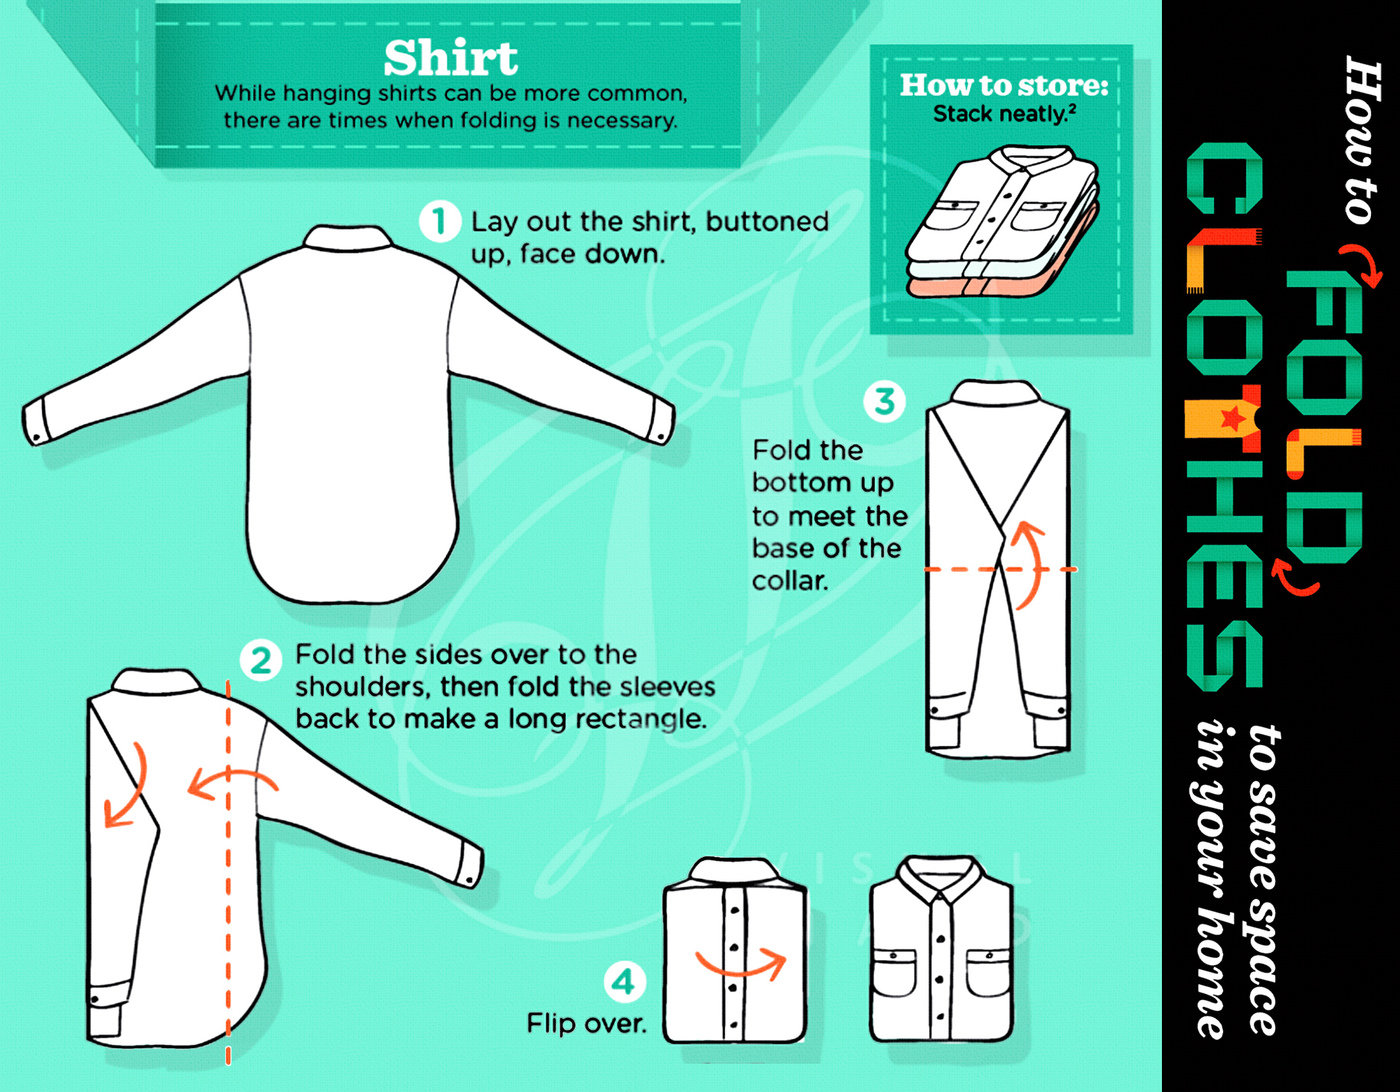 Shirt
While hanging shirts can be more common,
there are times when folding is necessary.
How to store:
Stack neatly.²
1 Lay out the shirt, buttoned
up, face down.
2 Fold the sides over to the
shoulders, then fold the sleeves
back to make a long rectangle.
3
Fold the
bottom up
to meet the
base of the
collar.
4
Flip over.
How to
FOLD
CLOTHES
to save space
in your home